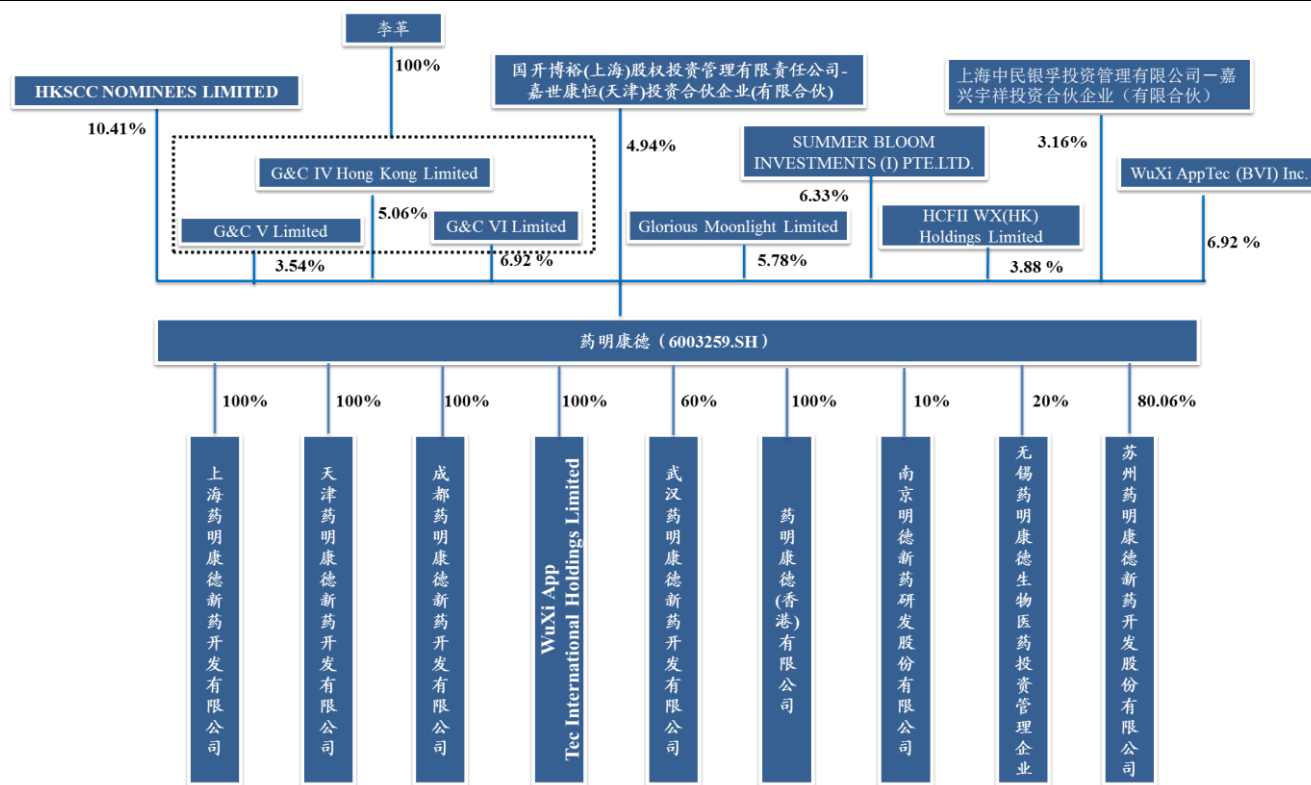 李革
100%
HKSCC NOMINEES LIMITED
10.41%
国开博裕(上海)股权投资管理有限责任公司-
嘉世康恒(天津)投资合伙企业(有限合伙)
4.94%
上海中民银孚投资管理有限公司－嘉
兴宇祥投资合伙企业（有限合伙）
3.16%
SUMMER BLOOM
INVESTMENTS (I) PTE.LTD.
6.33%
WuXi AppTec (BVI) Inc.
6.92 %
G&C IV Hong Kong Limited
5.06%
G&C V Limited
3.54%
G&C VI Limited
6.92 %
Glorious Moonlight Limited
5.78%
HCFII WX(HK)
Holdings Limited
3.88 %
药明康德（6003259.SH）
100%
100%
100%
100%
60%
100%
10%
20%
80.06%
上海药明康德新药开发有限公司
天津药明康德新药开发有限公司
成都药明康德新药开发有限公司
WuXi App
Tec International Holdings Limited
武汉药明康德新药开发有限公司
药明康德(香港)有限公司
南京明德新药研发股份有限公司
无锡药明康德生物医药投资管理企业
苏州药明康德新药开发股份有限公司